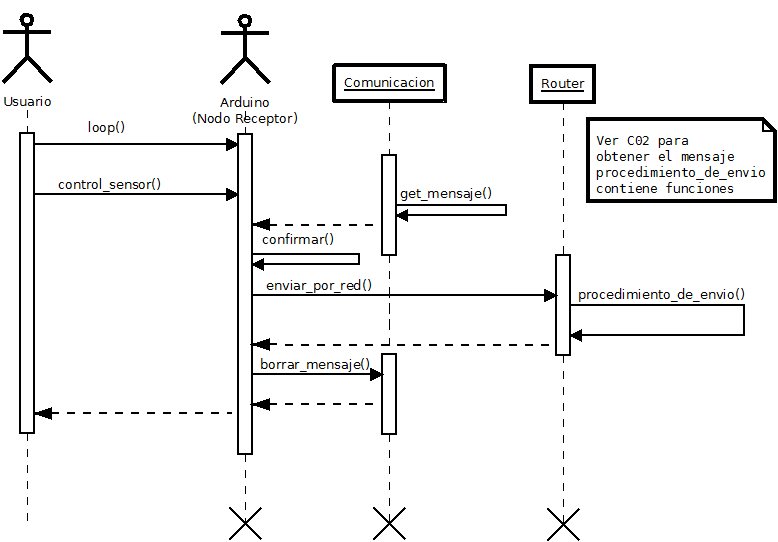 Usuario
Arduino
(Nodo Receptor)
Comunicacion
Router
Ver C02 para
obtener el mensaje
procedimiento_de_envio
contiene funciones
loop()
control_sensor()
get_mensaje()
confirmar()
enviar_por_red()
procedimiento_de_envio()
borrar_mensaje()